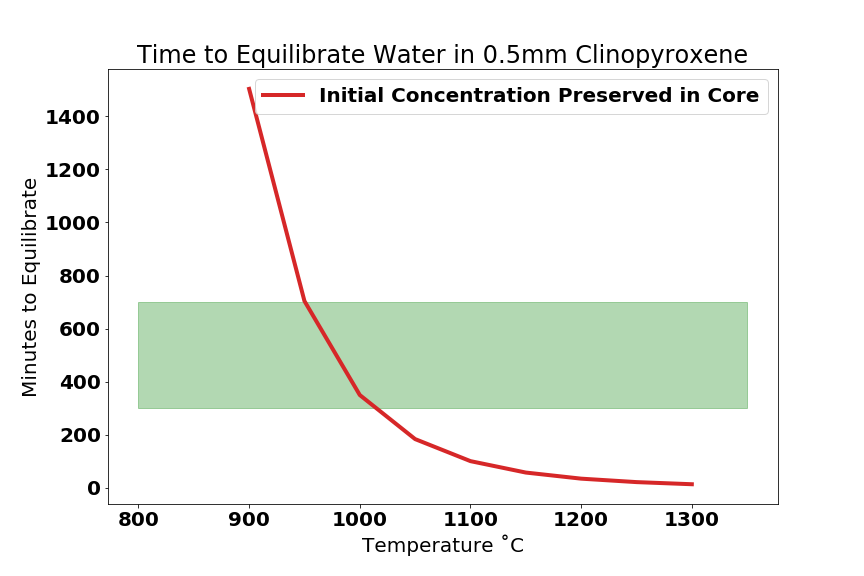 Time to Equilibrate Water in 0.5mm Clinopyroxene
Initial Concentration Preserved in Core
Minutes to Equilibrate
1400
1200
1000
800
600
400
200
0
800 900 1000 1100 1200 1300
Temperature ˚C